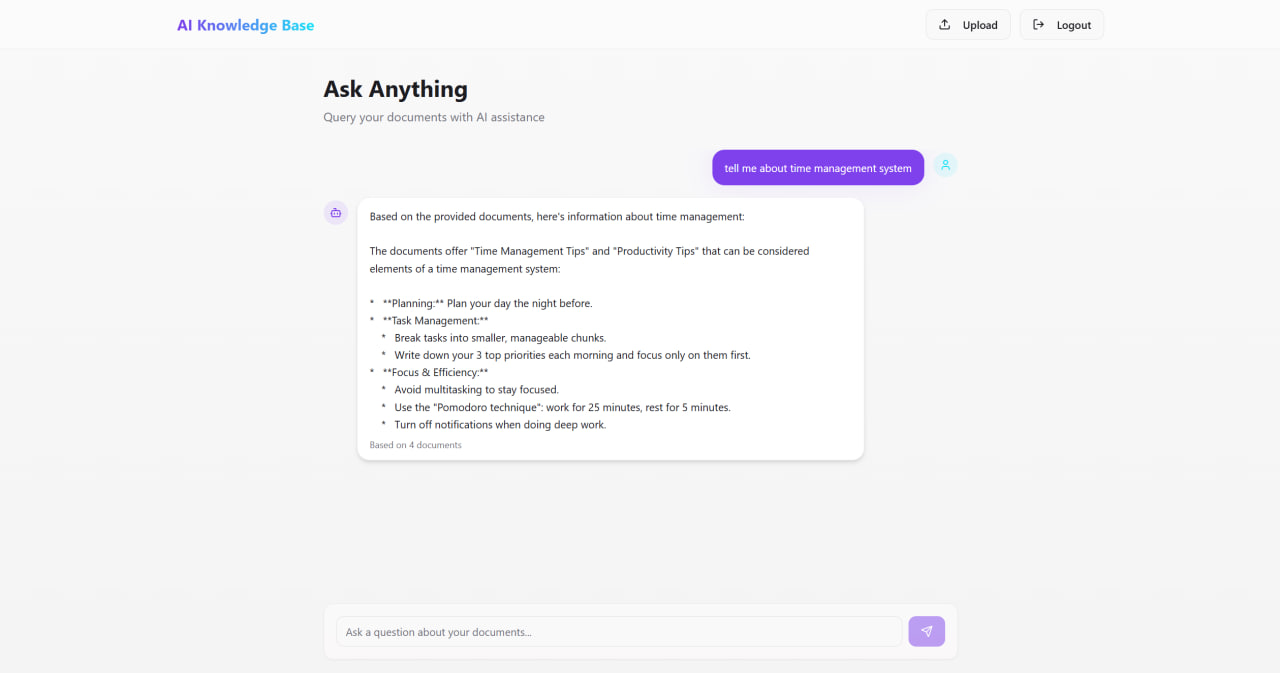 AI Knowledge Base
Upload
Logout
Ask Anything
Query your documents with AI assistance
tell me about time management system
Based on the provided documents, here's information about time management:
The documents offer "Time Management Tips" and "Productivity Tips" that can be considered
elements of a time management system:
* **Planning:** Plan your day the night before.
* **Task Management:**
* Break tasks into smaller, manageable chunks.
* Write down your 3 top priorities each morning and focus only on them first.
* **Focus & Efficiency:**
* Avoid multitasking to stay focused.
* Use the "Pomodoro technique": work for 25 minutes, rest for 5 minutes.
* Turn off notifications when doing deep work.
Based on 4 documents
Ask a question about your documents...